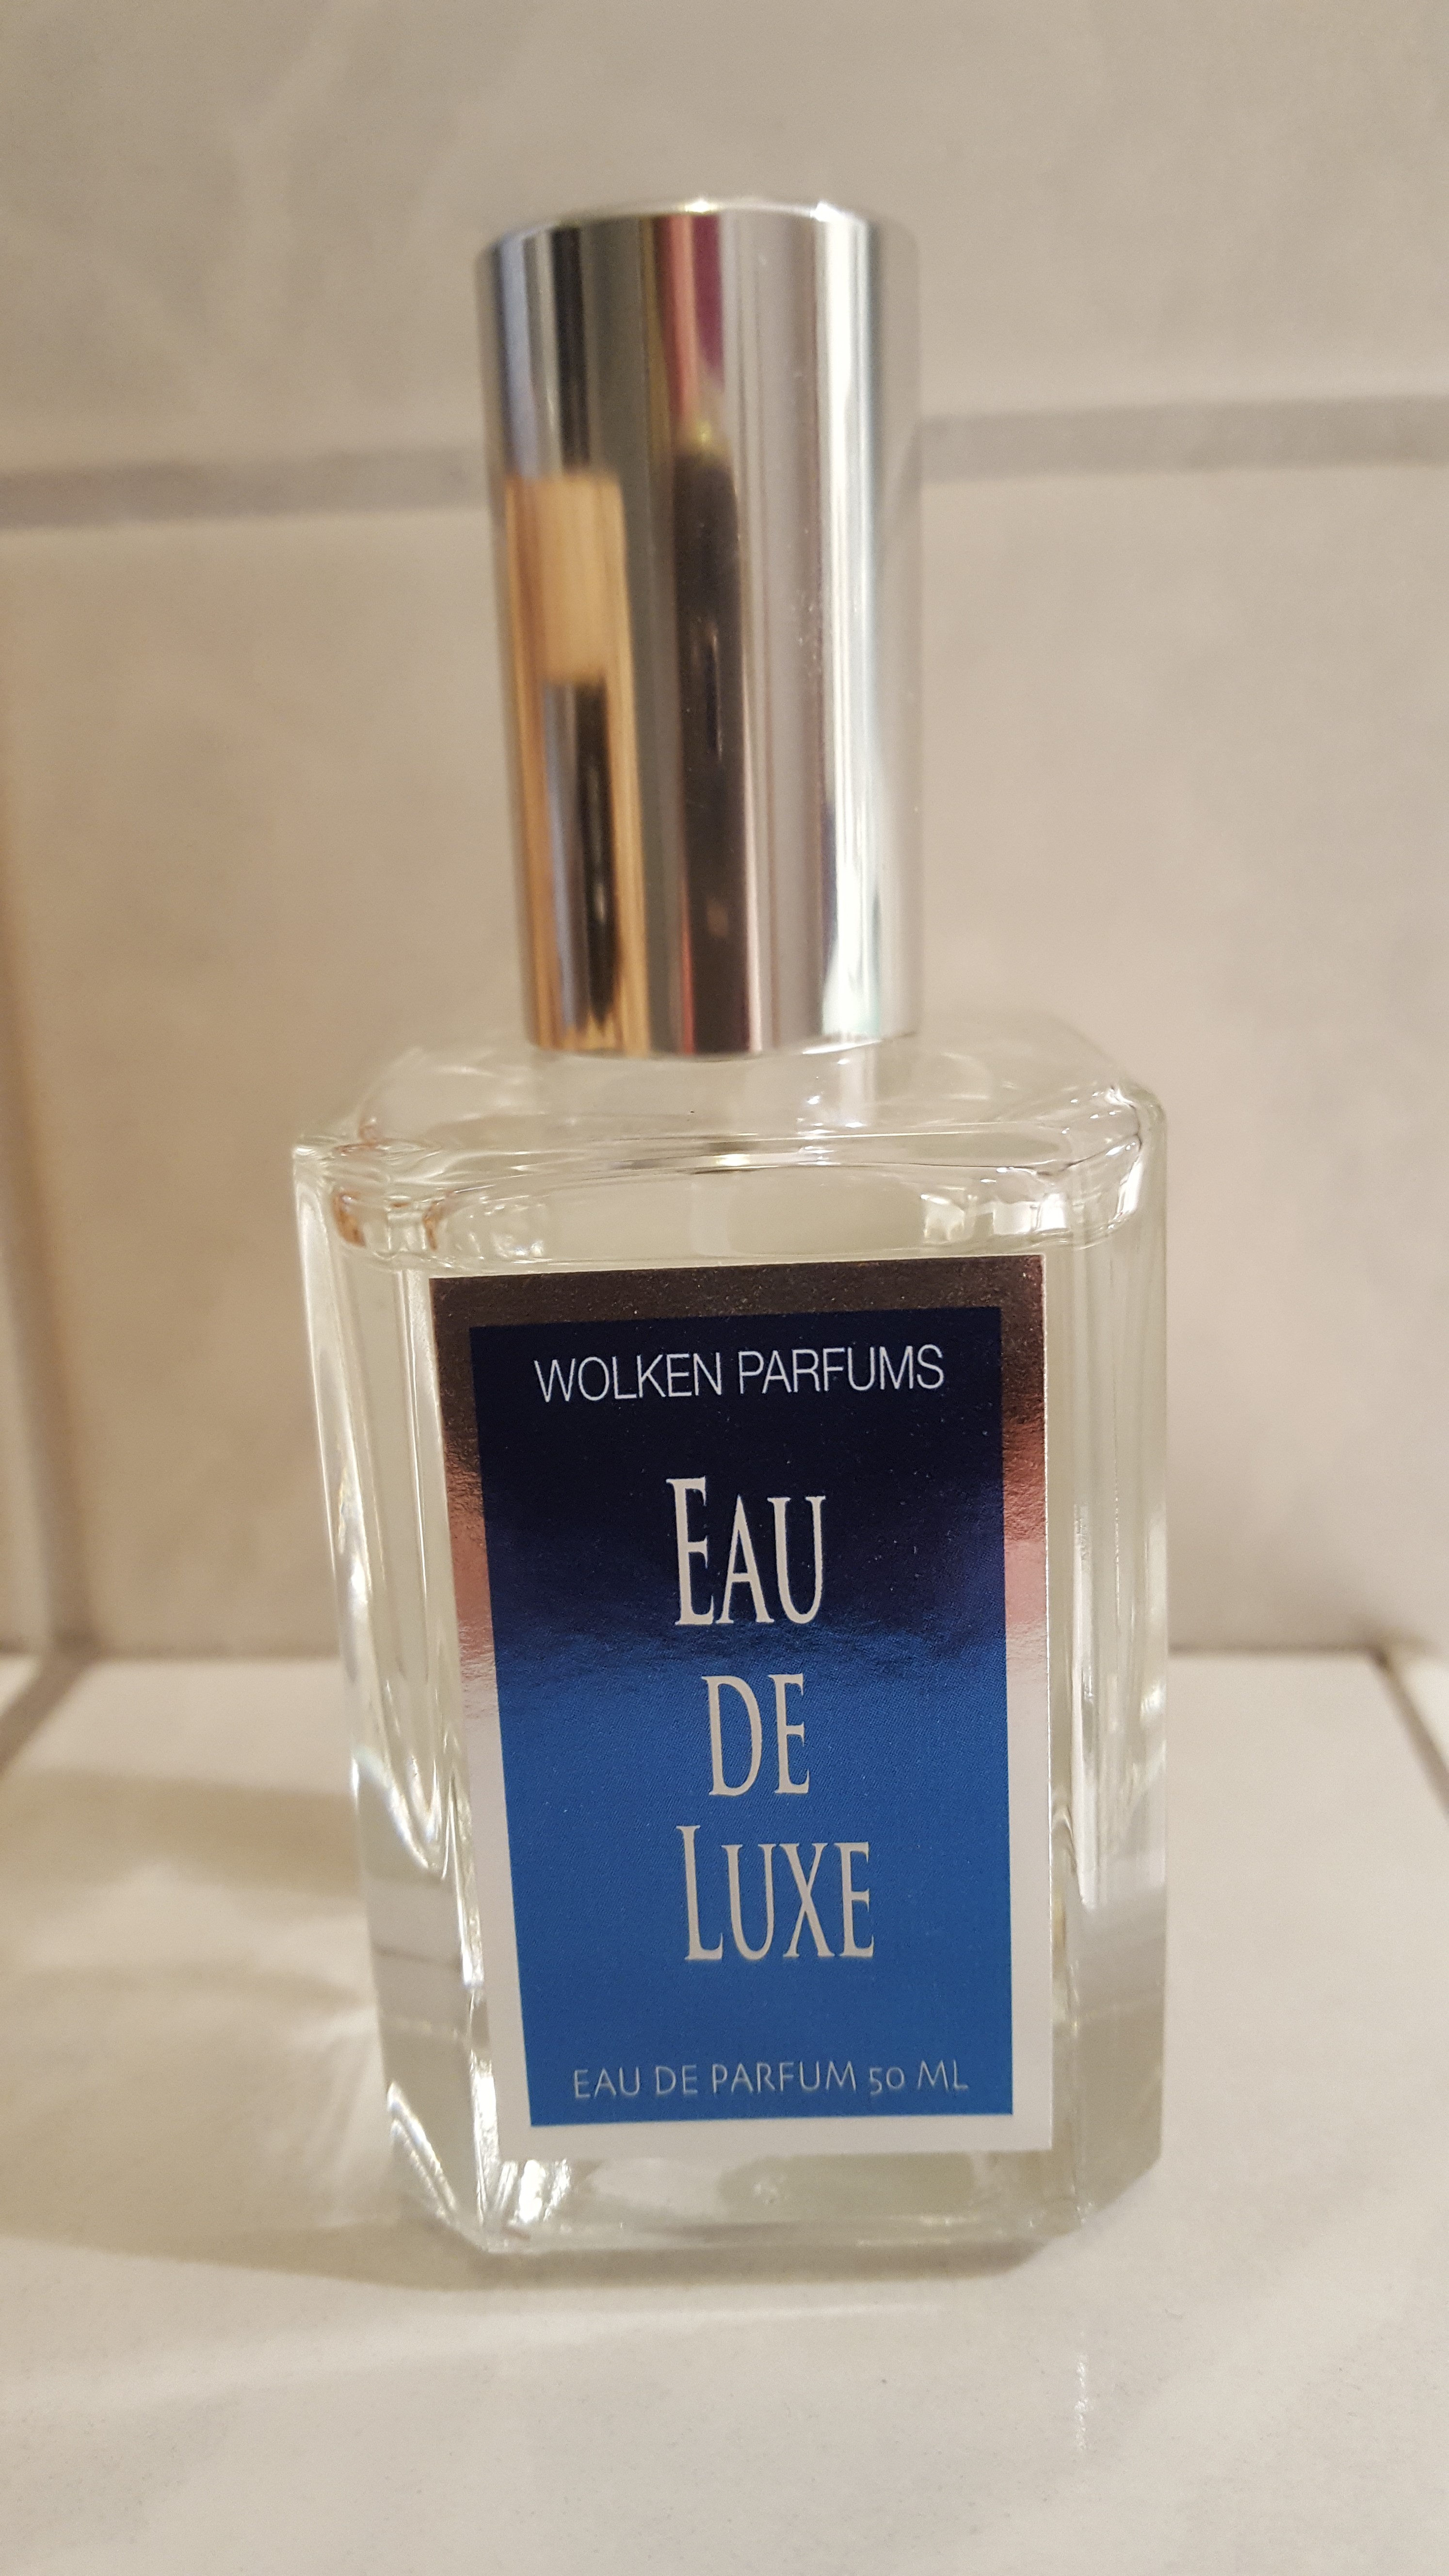 WOLKEN PARFUMS
EAU
DE
LUXE
EAU DE PARFUM 50 ML